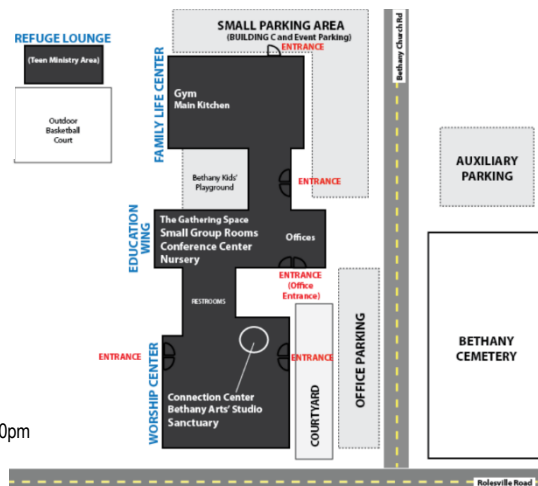 SMALL PARKING AREA
(BUILDING C and Event Parking)
ENTRANCE
REFUGE LOUNGE
(Teen Ministry Area)
Outdoor
Basketball
Court
FAMILY LIFE CENTER
Gym
Main Kitchen
Bethany Kids'
Playground
ENTRANCE
Bethany Church Rd
AUXILIARY
PARKING
EDUCATION
WING
The Gathering Space
Small Group Rooms
Conference Center
Nursery
Offices
ENTRANCE
(Office
Entrance)
RESTROOMS
WORSHIP CENTER
ENTRANCE
ENTRANCE
Connection Center
Bethany Arts' Studio
Sanctuary
COURTYARD
OFFICE PARKING
BETHANY
CEMETERY
0pm
Rolesville Road